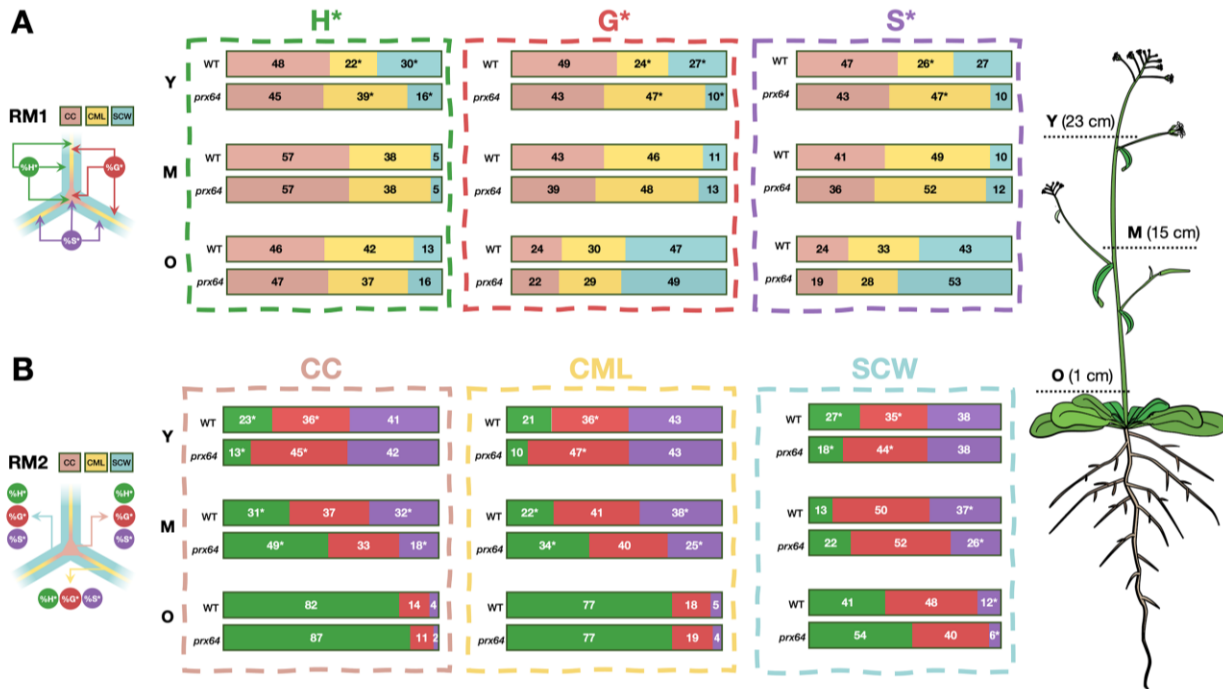 A
H*
G*
S*
RM1
CC CML SCW
%H*
%G*
%S*
Y
WT 48 22* 30*
WT 49 24* 27*
WT 47 26* 27
prx64 45 39* 16*
prx64 43 47* 10*
prx64 43 47* 10
M
WT 57 38 5
WT 43 46 11
WT 41 49 10
prx64 57 38 5
prx64 39 48 13
prx64 36 52 12
O
WT 46 42 13
WT 24 30 47
WT 24 33 43
prx64 47 37 16
prx64 22 29 49
prx64 19 28 53
Y (23 cm)
M (15 cm)
O (1 cm)
B
CC
CML
SCW
RM2
CC CML SCW
%H*
%G*
%S*
%H*
%G*
%S*
%H* %G* %S*
Y
WT 23* 36* 41
WT 21 36* 43
WT 27* 35* 38
prx64 13* 45* 42
prx64 10 47* 43
prx64 18* 44* 38
M
WT 31* 37 32*
WT 22* 41 38*
WT 13 50 37*
prx64 49* 33 18*
prx64 34* 40 25*
prx64 22 52 26*
O
WT 82 14 4
WT 77 18 5
WT 41 48 12*
prx64 87 11 2
prx64 77 19 4
prx64 54 40 6*